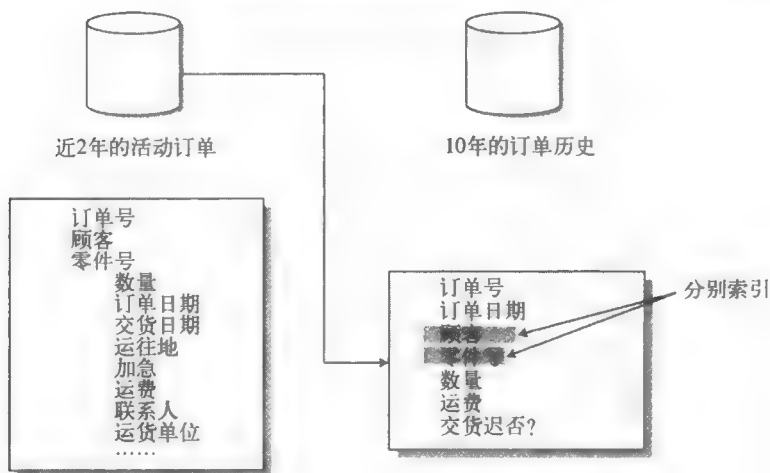 近2年的活动订单
10年的订单历史
订单号
顾客
零件号
数量
订单日期
交货日期
运往地
加急
运费
联系人
运货单位
……
订单号
订单日期
顾客
零件号
数量
运费
交货迟否?
分别索引